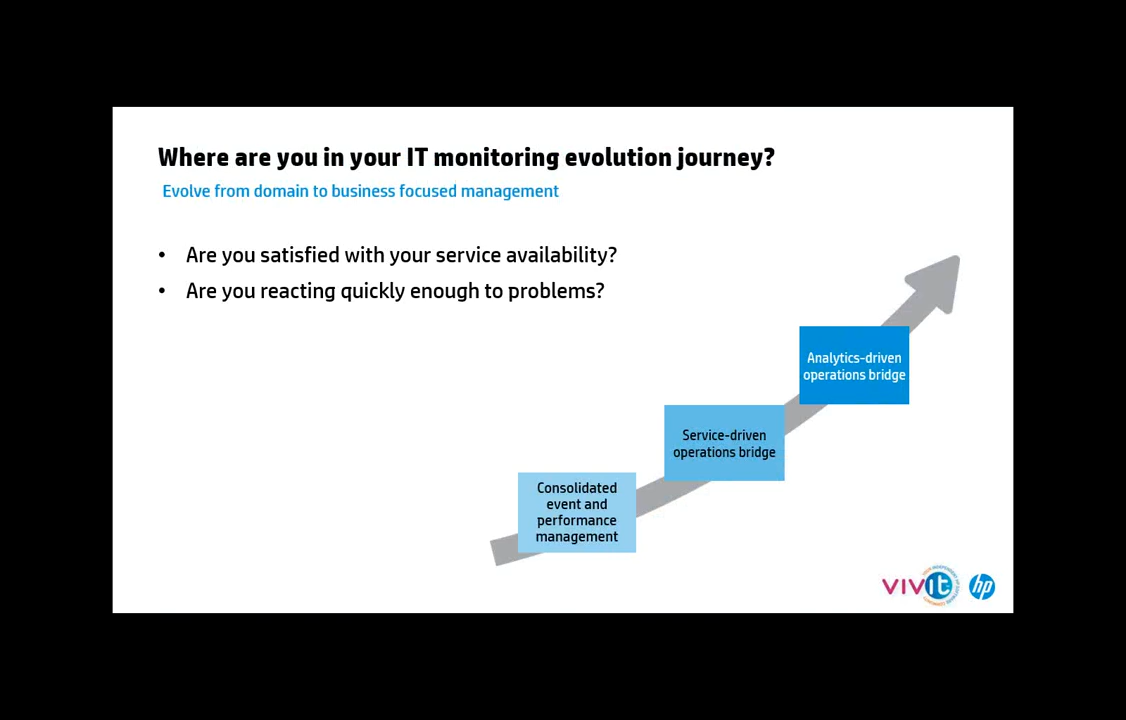 Where are you in your IT monitoring evolution journey?
Evolve from domain to business focused management
• Are you satisfied with your service availability?
• Are you reacting quickly enough to problems?
Analytics-driven
operations bridge
Service-driven
operations bridge
Consolidated
event and
performance
management
vivit
hp